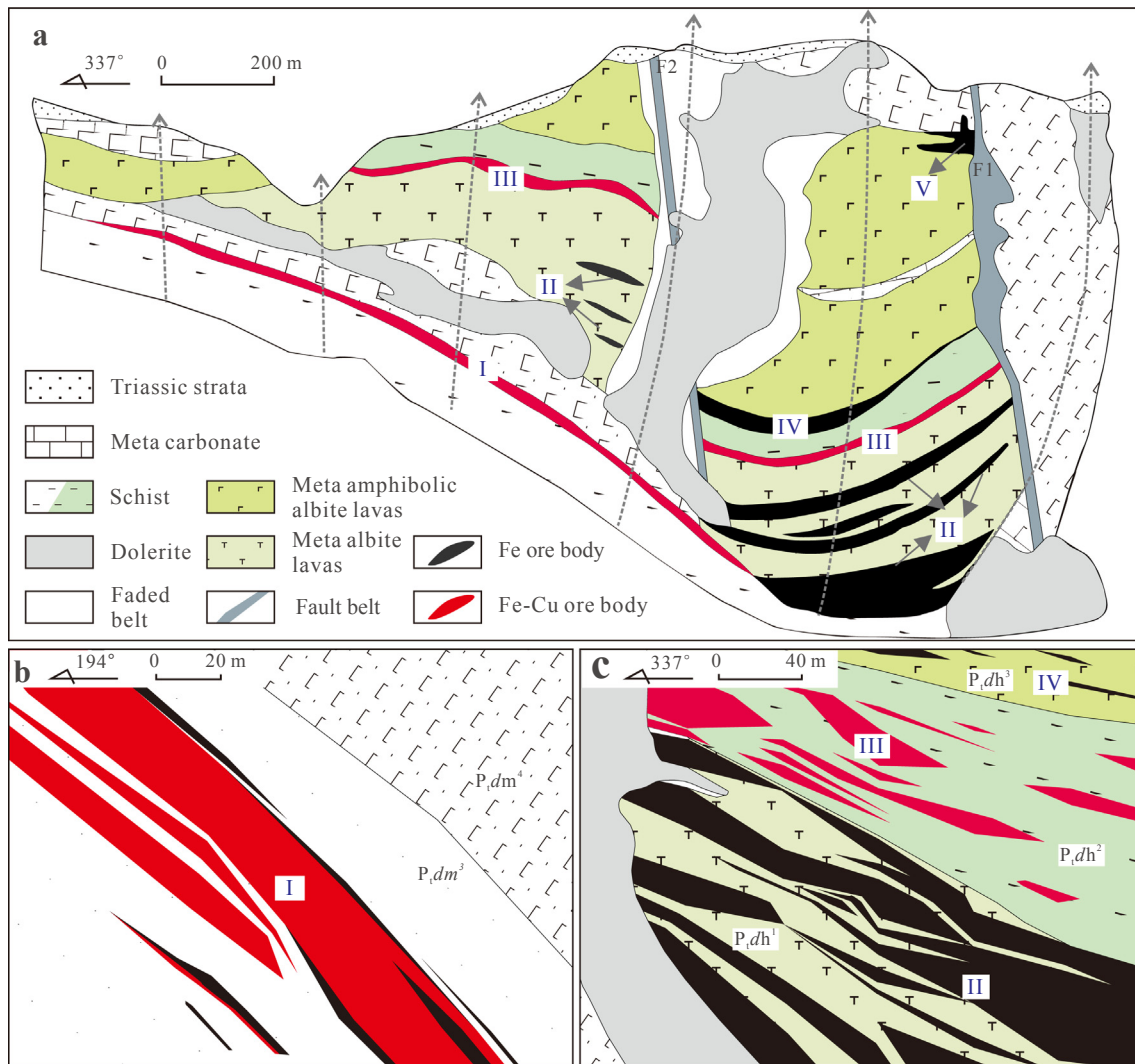 a
337°
0
200 m
F2
F1
III
V
II
I
IV
III
II
Triassic strata
Meta carbonate
Schist
Meta amphibolic
albite lavas
Dolerite
Meta albite
lavas
Fe ore body
Faded
belt
Fault belt
Fe-Cu ore body
b
194°
0
20 m
Ptdm⁴
Ptdm³
I
c
337°
0
40 m
Ptdh³
IV
III
Ptdh²
Ptdh¹
II